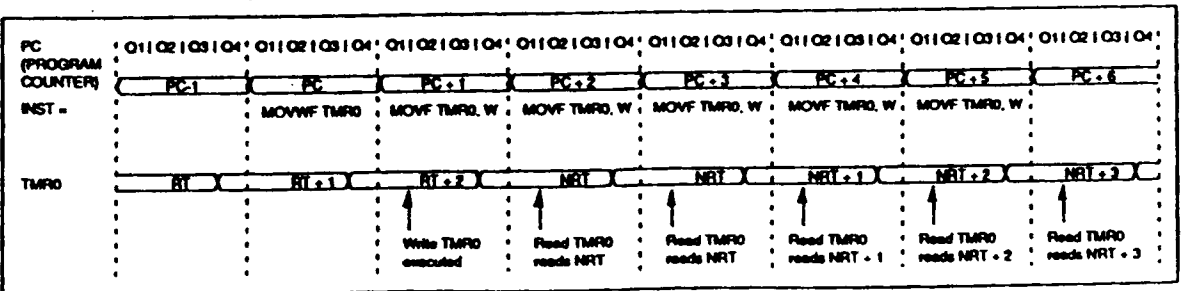 PC (PROGRAM COUNTER)
Q1 | Q2 | Q3 | Q4 Q1 | Q2 | Q3 | Q4 Q1 | Q2 | Q3 | Q4 Q1 | Q2 | Q3 | Q4 Q1 | Q2 | Q3 | Q4 Q1 | Q2 | Q3 | Q4 Q1 | Q2 | Q3 | Q4 Q1 | Q2 | Q3 | Q4
PC-1 PC PC + 1 PC + 2 PC + 3 PC + 4 PC + 5 PC + 6
INST = MOVWF TMR0 MOVF TMR0, W MOVF TMR0, W MOVF TMR0, W MOVF TMR0, W MOVF TMR0, W
TMR0 RT RT + 1 RT + 2 NRT NRT NRT + 1 NRT + 2 NRT + 3
Write TMR0 executed
Read TMR0 reads NRT
Read TMR0 reads NRT
Read TMR0 reads NRT + 1
Read TMR0 reads NRT + 2
Read TMR0 reads NRT + 3